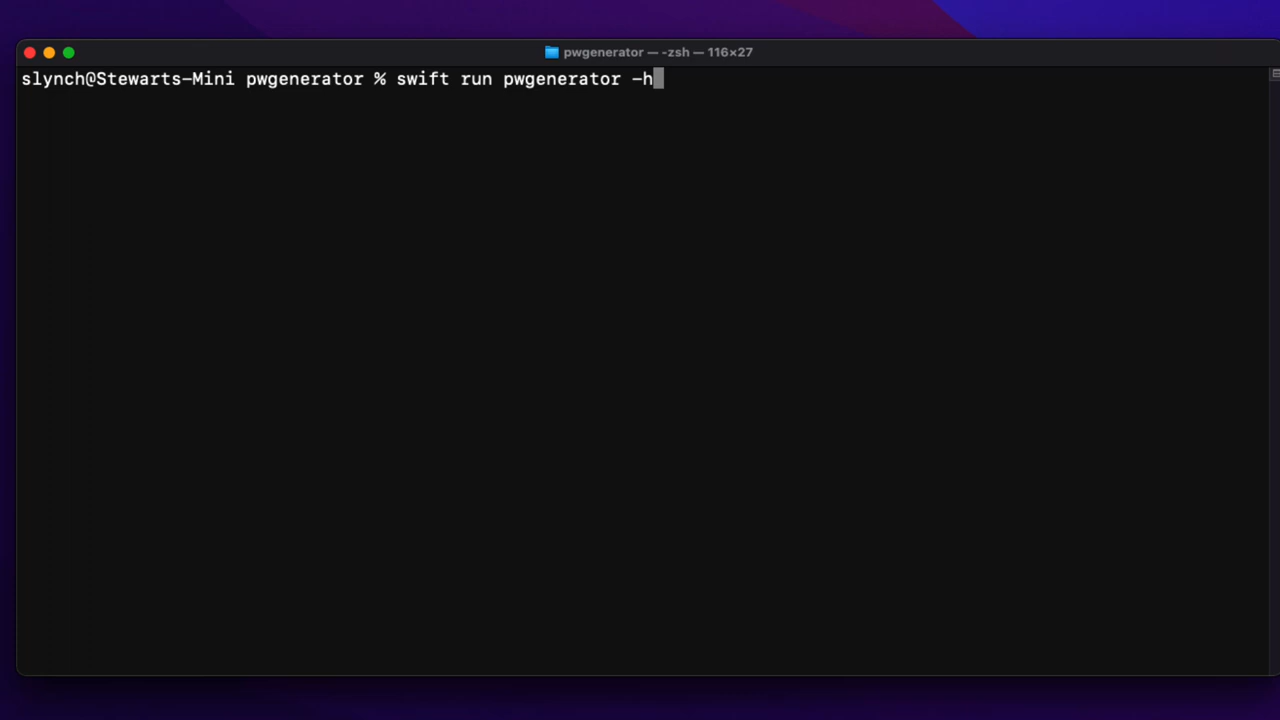 pwgenerator — -zsh — 116×27
slynch@Stewarts-Mini pwgenerator % swift run pwgenerator -h